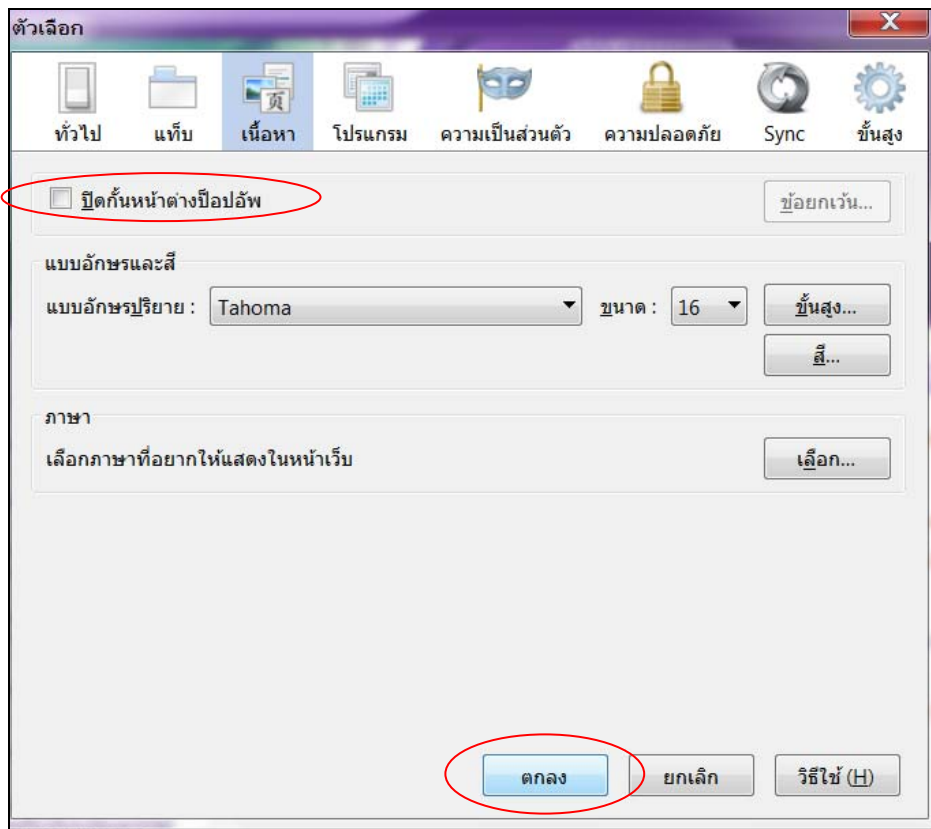 ตัวเลือก
ทั่วไป แท็บ เนื้อหา โปรแกรม ความเป็นส่วนตัว ความปลอดภัย Sync ขั้นสูง
页
ปิดกั้นหน้าต่างป็อปอัพ ข้อยกเว้น...
แบบอักษรและสี
แบบอักษรปริยาย : Tahoma ขนาด : 16 ขั้นสูง...
สี...
ภาษา
เลือกภาษาที่อยากให้แสดงในหน้าเว็บ เลือก...
ตกลง ยกเลิก วิธีใช้ (H)